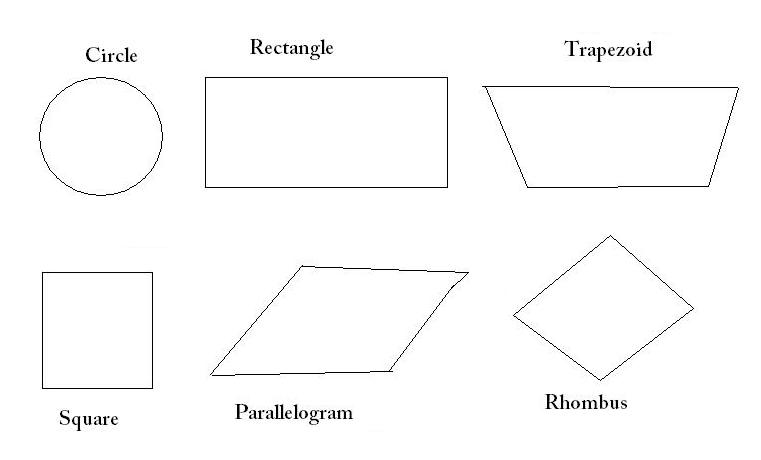 Circle
Rectangle
Trapezoid
Square
Parallelogram
Rhombus